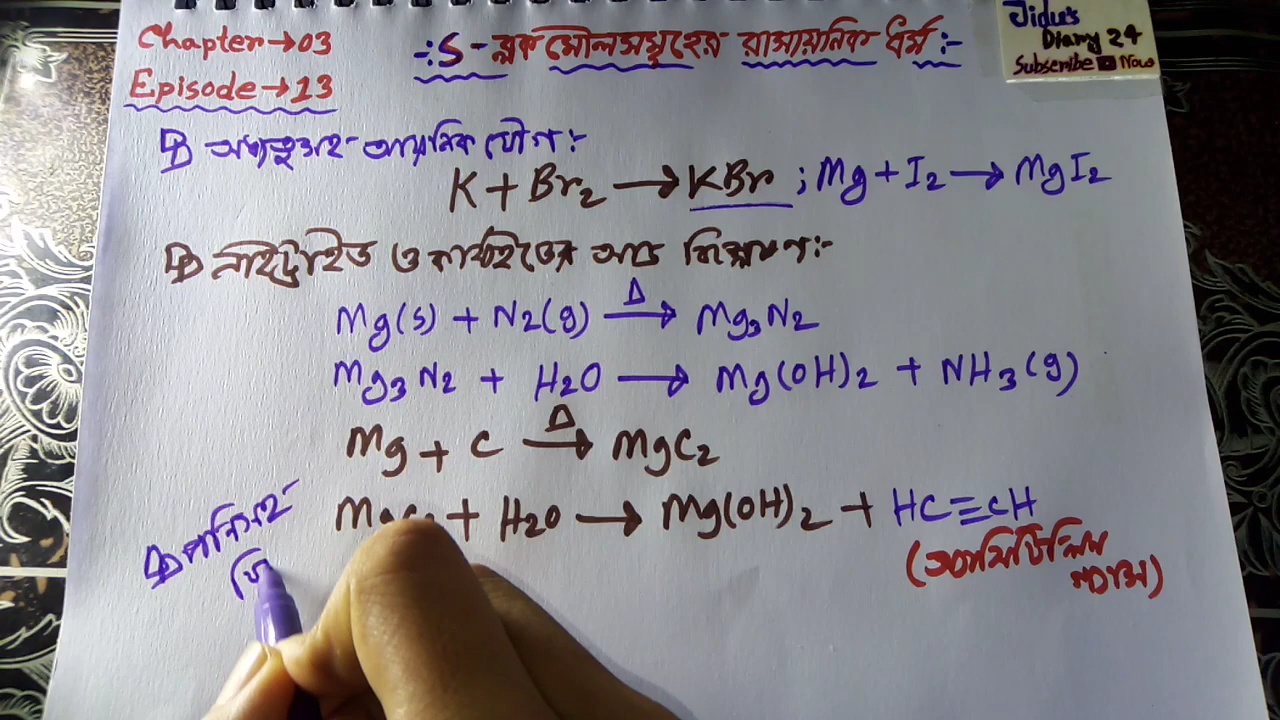 Chapter→03
Episode→13
-:S-ব্লক মৌলসমূহের রাসায়নিক ধর্ম:-
Jidu's
Diary 24
Subscribe Now
আয়নিক যৌগ:-
K + Br2 → KBr ; Mg + I2 → MgI2
নাইট্রাইড ও কার্বাইডের আর্দ্র বিশ্লেষণ:-
Mg(s) + N2(g) Δ→ Mg3N2
Mg3N2 + H2O → Mg(OH)2 + NH3(g)
Mg + C Δ→ MgC2
+ H2O → Mg(OH)2 + HC≡CH
(অ্যাসিটিলিন
গ্যাস)
পানির সহিত